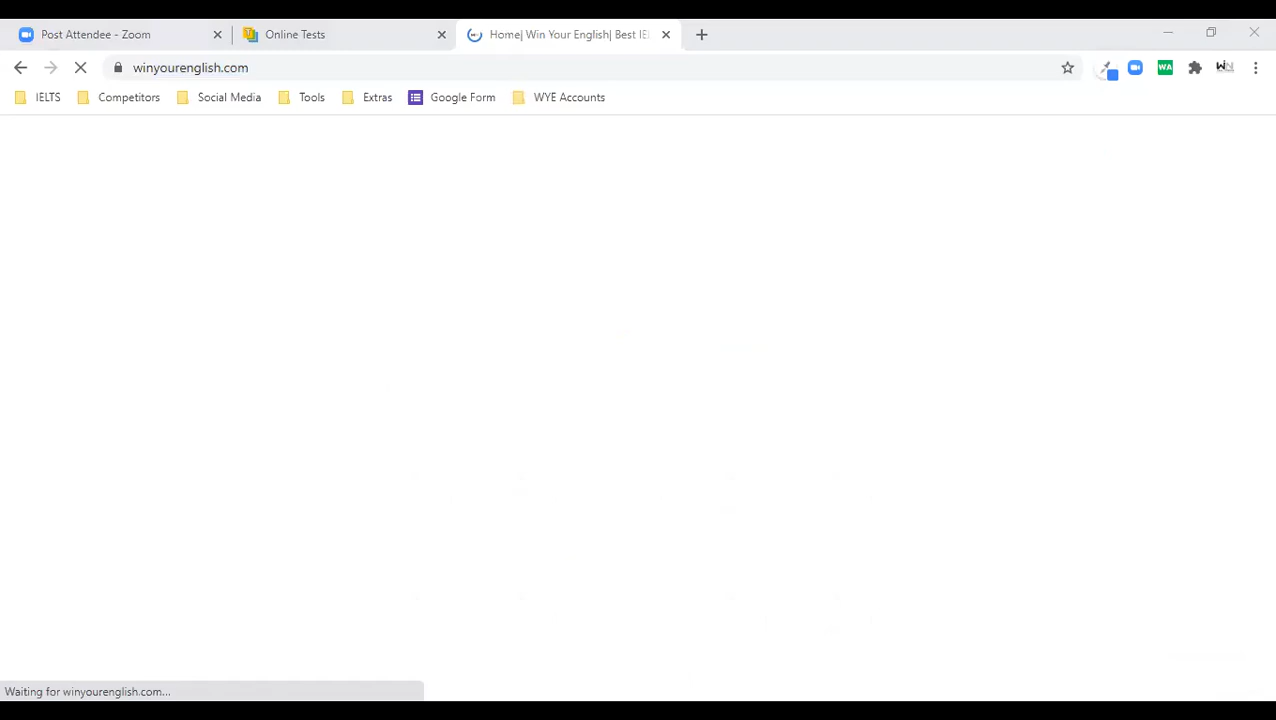 Post Attendee - Zoom
Online Tests
Home| Win Your English| Best IE
winyourenglish.com
WA
IELTS
Competitors
Social Media
Tools
Extras
Google Form
WYE Accounts
Waiting for winyourenglish.com...